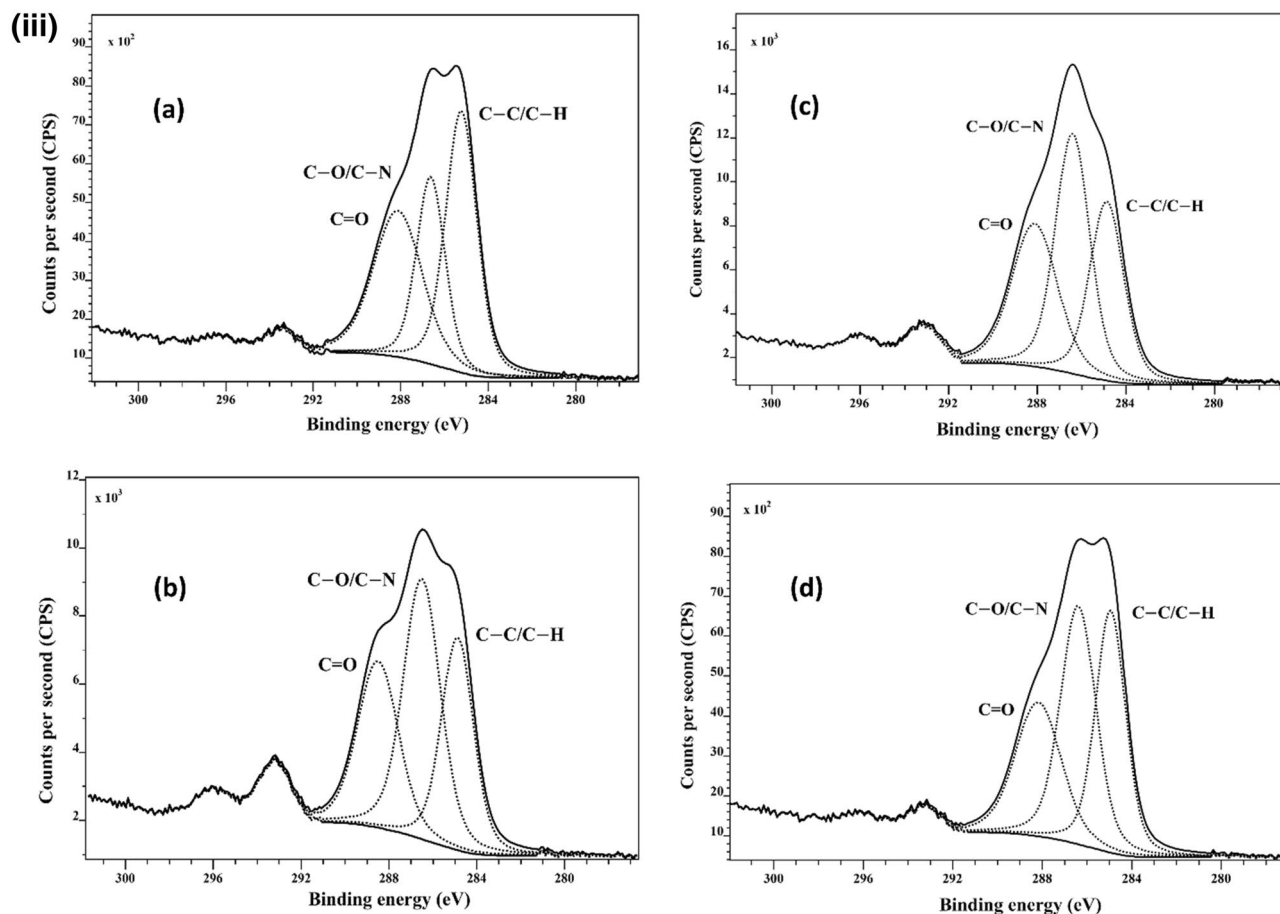 (iii)
x 10²
(a)
90
80
70
60
50
40
30
20
10
C−C/C−H
C−O/C−N
C=O
Counts per second (CPS)
300 296 292 288 284 280
Binding energy (eV)
x 10³
(c)
16
14
12
10
8
6
4
2
C−O/C−N
C−C/C−H
C=O
Counts per second (CPS)
300 296 292 288 284 280
Binding energy (eV)
12
x 10³
10
8
6
4
2
(b)
C−O/C−N
C−C/C−H
C=O
Counts per second (CPS)
300 296 292 288 284 280
Binding energy (eV)
x 10²
90
80
70
60
50
40
30
20
10
(d)
C−O/C−N
C−C/C−H
C=O
Counts per second (CPS)
300 296 292 288 284 280
Binding energy (eV)